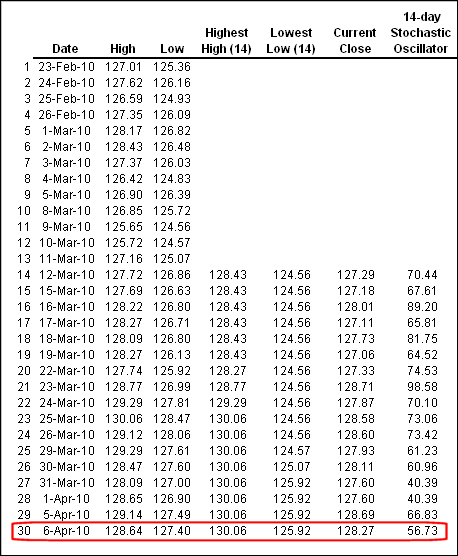 14-day
Highest Lowest Current Stochastic
Date High Low High (14) Low (14) Close Oscillator
1 23-Feb-10 127.01 125.36
2 24-Feb-10 127.62 126.16
3 25-Feb-10 126.59 124.93
4 26-Feb-10 127.35 126.09
5 1-Mar-10 128.17 126.82
6 2-Mar-10 128.43 126.48
7 3-Mar-10 127.37 126.03
8 4-Mar-10 126.42 124.83
9 5-Mar-10 126.90 126.39
10 8-Mar-10 126.85 125.72
11 9-Mar-10 125.65 124.56
12 10-Mar-10 125.72 124.57
13 11-Mar-10 127.16 125.07
14 12-Mar-10 127.72 126.86 128.43 124.56 127.29 70.44
15 15-Mar-10 127.69 126.63 128.43 124.56 127.18 67.61
16 16-Mar-10 128.22 126.80 128.43 124.56 128.01 89.20
17 17-Mar-10 128.27 126.71 128.43 124.56 127.11 65.81
18 18-Mar-10 128.09 126.80 128.43 124.56 127.73 81.75
19 19-Mar-10 128.27 126.13 128.43 124.56 127.06 64.52
20 22-Mar-10 127.74 125.92 128.27 124.56 127.33 74.53
21 23-Mar-10 128.77 126.99 128.77 124.56 128.71 98.58
22 24-Mar-10 129.29 127.81 129.29 124.56 127.87 70.10
23 25-Mar-10 130.06 128.47 130.06 124.56 128.58 73.06
24 26-Mar-10 129.12 128.06 130.06 124.56 128.60 73.42
25 29-Mar-10 129.29 127.61 130.06 124.57 127.93 61.23
26 30-Mar-10 128.47 127.60 130.06 125.07 128.11 60.96
27 31-Mar-10 128.09 127.00 130.06 125.92 127.60 40.39
28 1-Apr-10 128.65 126.90 130.06 125.92 127.60 40.39
29 5-Apr-10 129.14 127.49 130.06 125.92 128.69 66.83
30 6-Apr-10 128.64 127.40 130.06 125.92 128.27 56.73